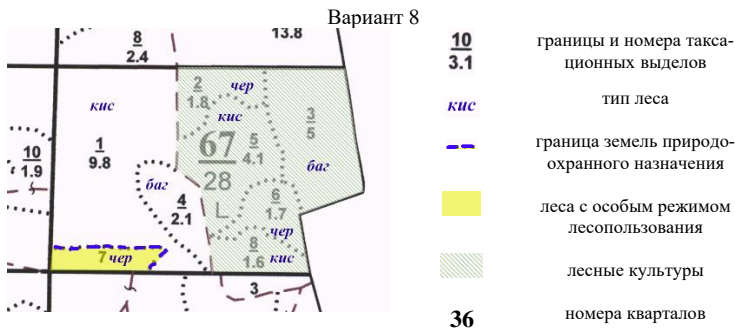 Вариант 8
8
2.4
13.8
10
3.1
границы и номера такса-
ционных выделов
2
1.8
чер
кис
3
5
кис
тип леса
кис
67
5
4.1
1
9.8
10
1.9
граница земель природо-
охранного назначения
баг
28
баг
4
2.1
6
1.7
леса с особым режимом
лесопользования
чер
8
1.6
кис
7 чер
лесные культуры
3
36
номера кварталов